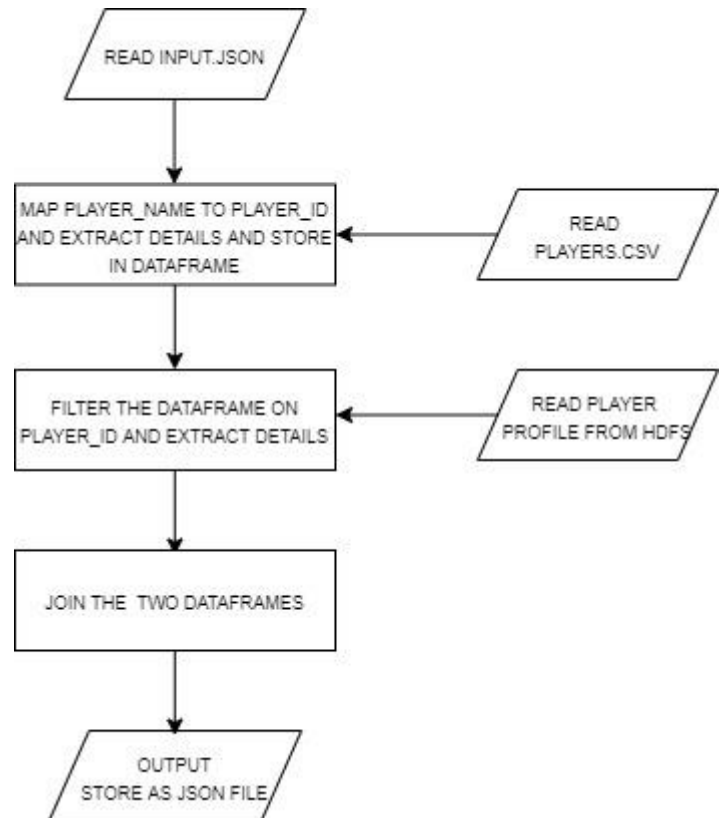 READ INPUT.JSON
MAP PLAYER_NAME TO PLAYER_ID
AND EXTRACT DETAILS AND STORE
IN DATAFRAME
READ
PLAYERS.CSV
FILTER THE DATAFRAME ON
PLAYER_ID AND EXTRACT DETAILS
READ PLAYER
PROFILE FROM HDFS
JOIN THE TWO DATAFRAMES
OUTPUT
STORE AS JSON FILE